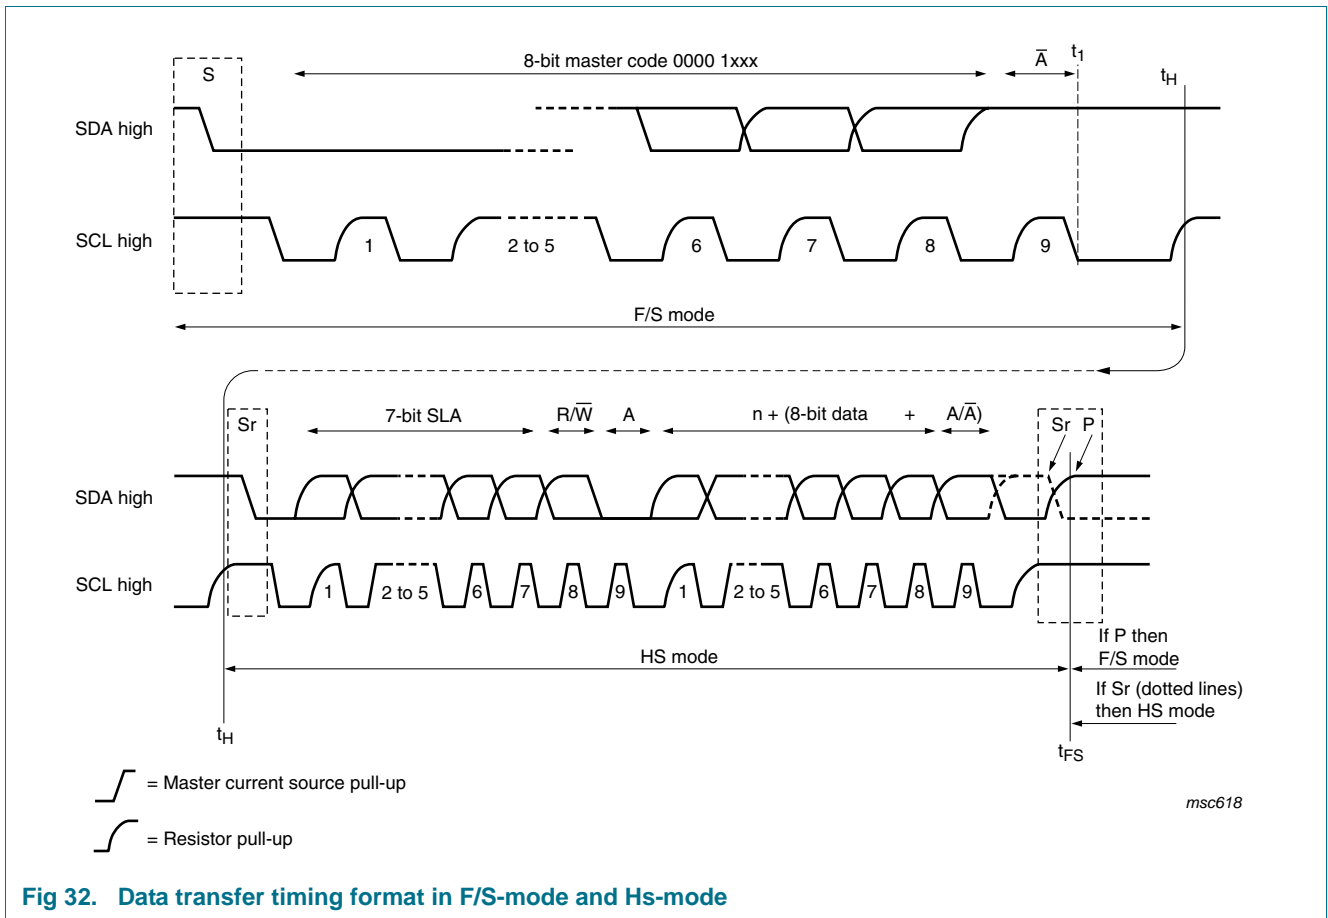 S
8-bit master code 0000 1xxx
A̅
t1
tH
SDA high
SCL high
1
2 to 5
6
7
8
9
F/S mode
Sr
7-bit SLA
R/W̅
A
n + (8-bit data
+
A/A̅)
Sr
P
SDA high
SCL high
1
2 to 5
6
7
8
9
1
2 to 5
6
7
8
9
HS mode
If P then
F/S mode
If Sr (dotted lines)
then HS mode
tH
tFS
= Master current source pull-up
= Resistor pull-up
msc618
Fig 32. Data transfer timing format in F/S-mode and Hs-mode